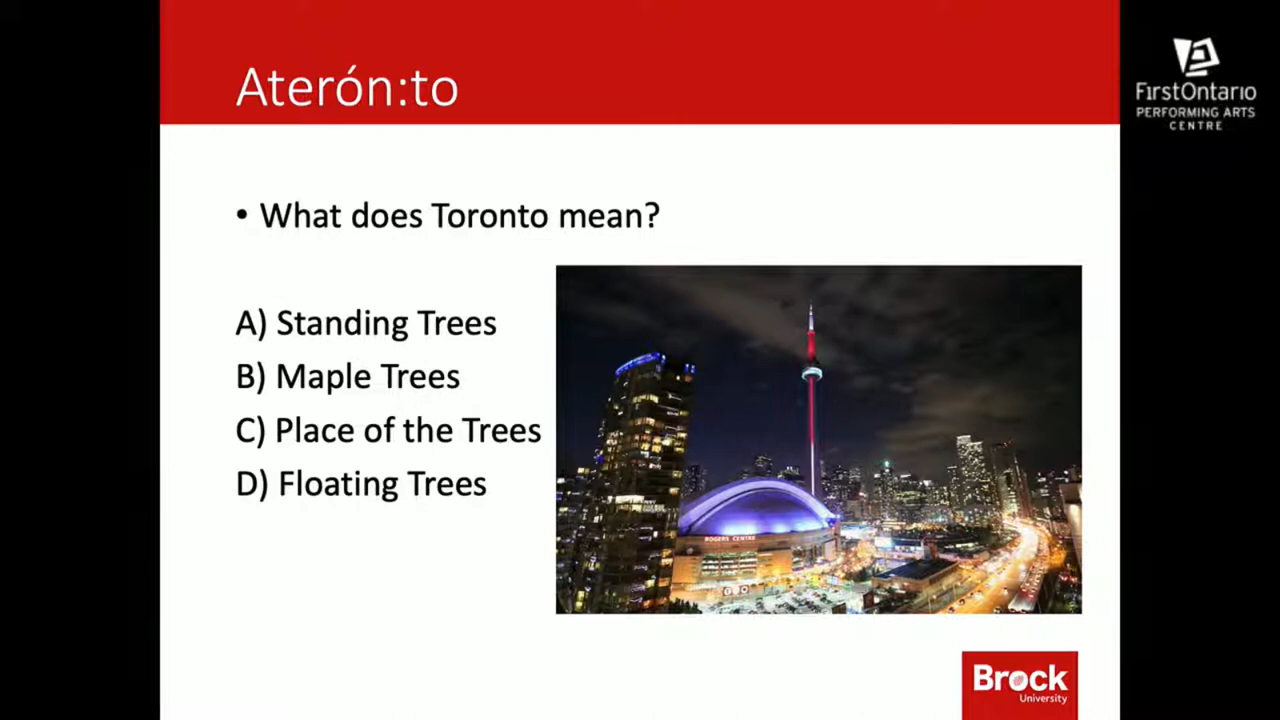 Aterón:to
FirstOntario
PERFORMING ARTS
CENTRE
• What does Toronto mean?
A) Standing Trees
B) Maple Trees
C) Place of the Trees
D) Floating Trees
ROGERS CENTRE
Brock
University